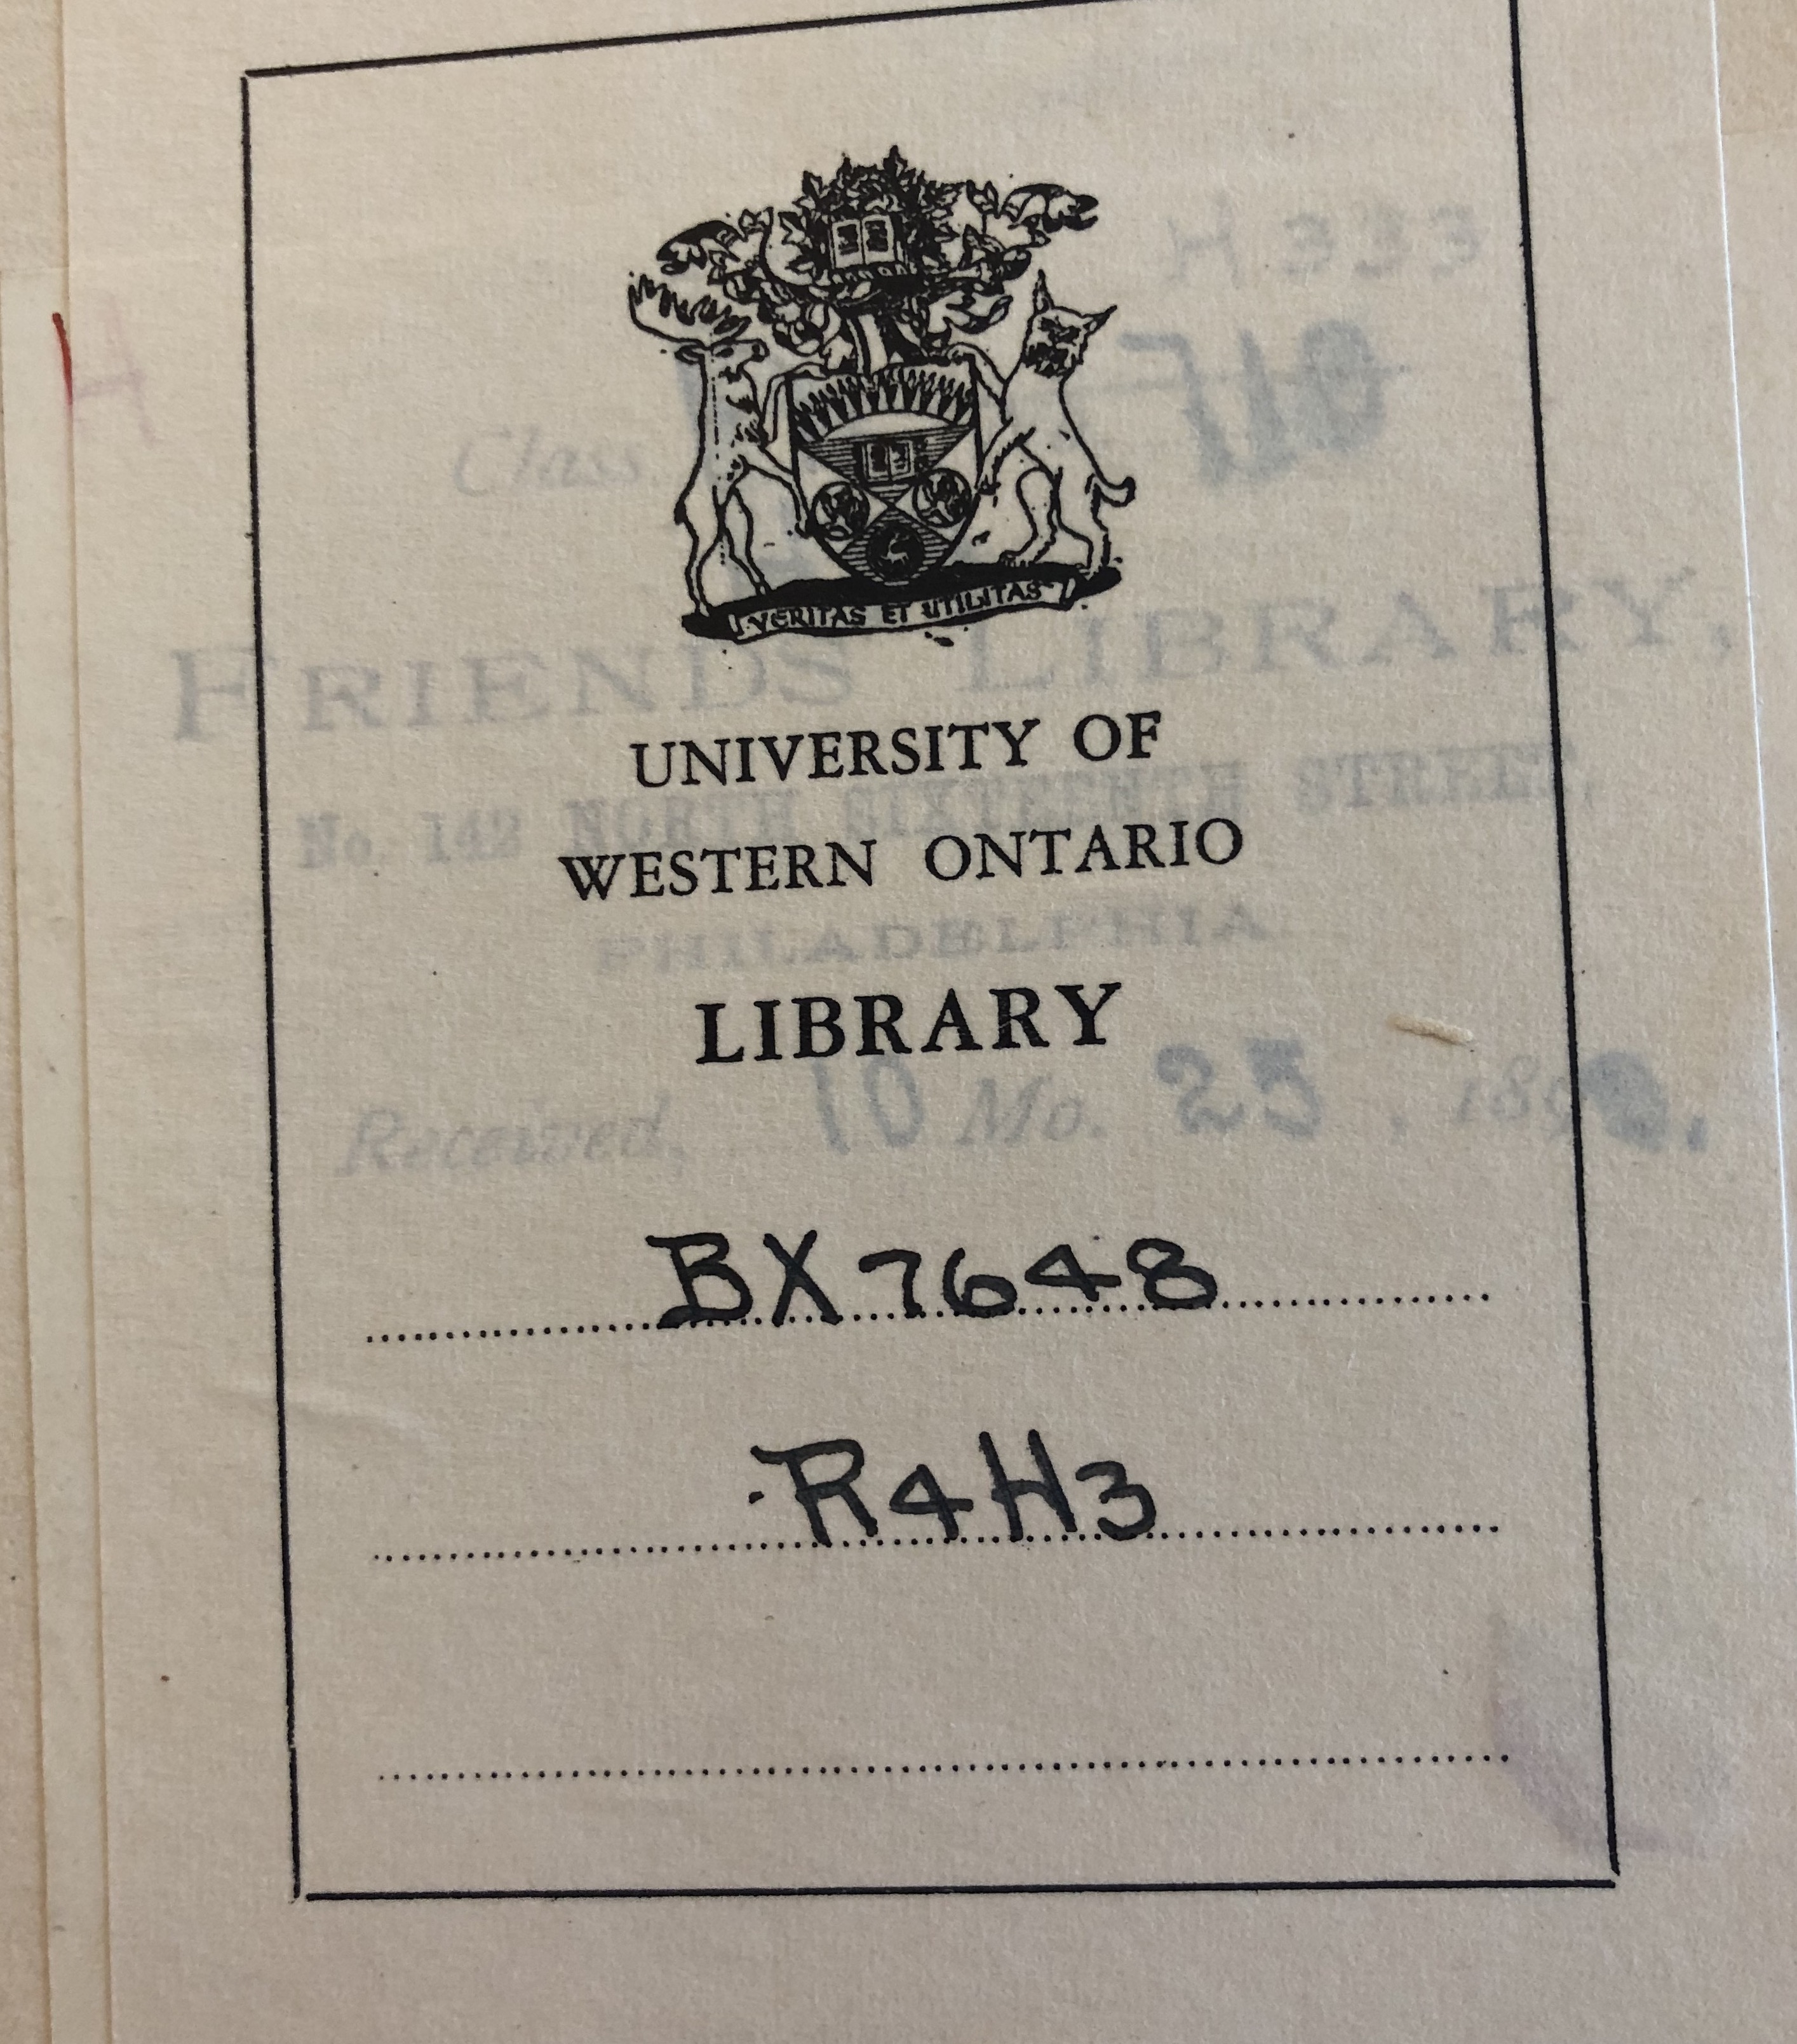 H 333
H
Class.
VERITAS ET UTILITAS
FRIENDS LIBRARY,
UNIVERSITY OF
No. 142 NORTH SIXTEENTH STREET,
WESTERN ONTARIO
PHILADELPHIA
LIBRARY
Received, 10 Mo. 25,
BX7648
.R4H3